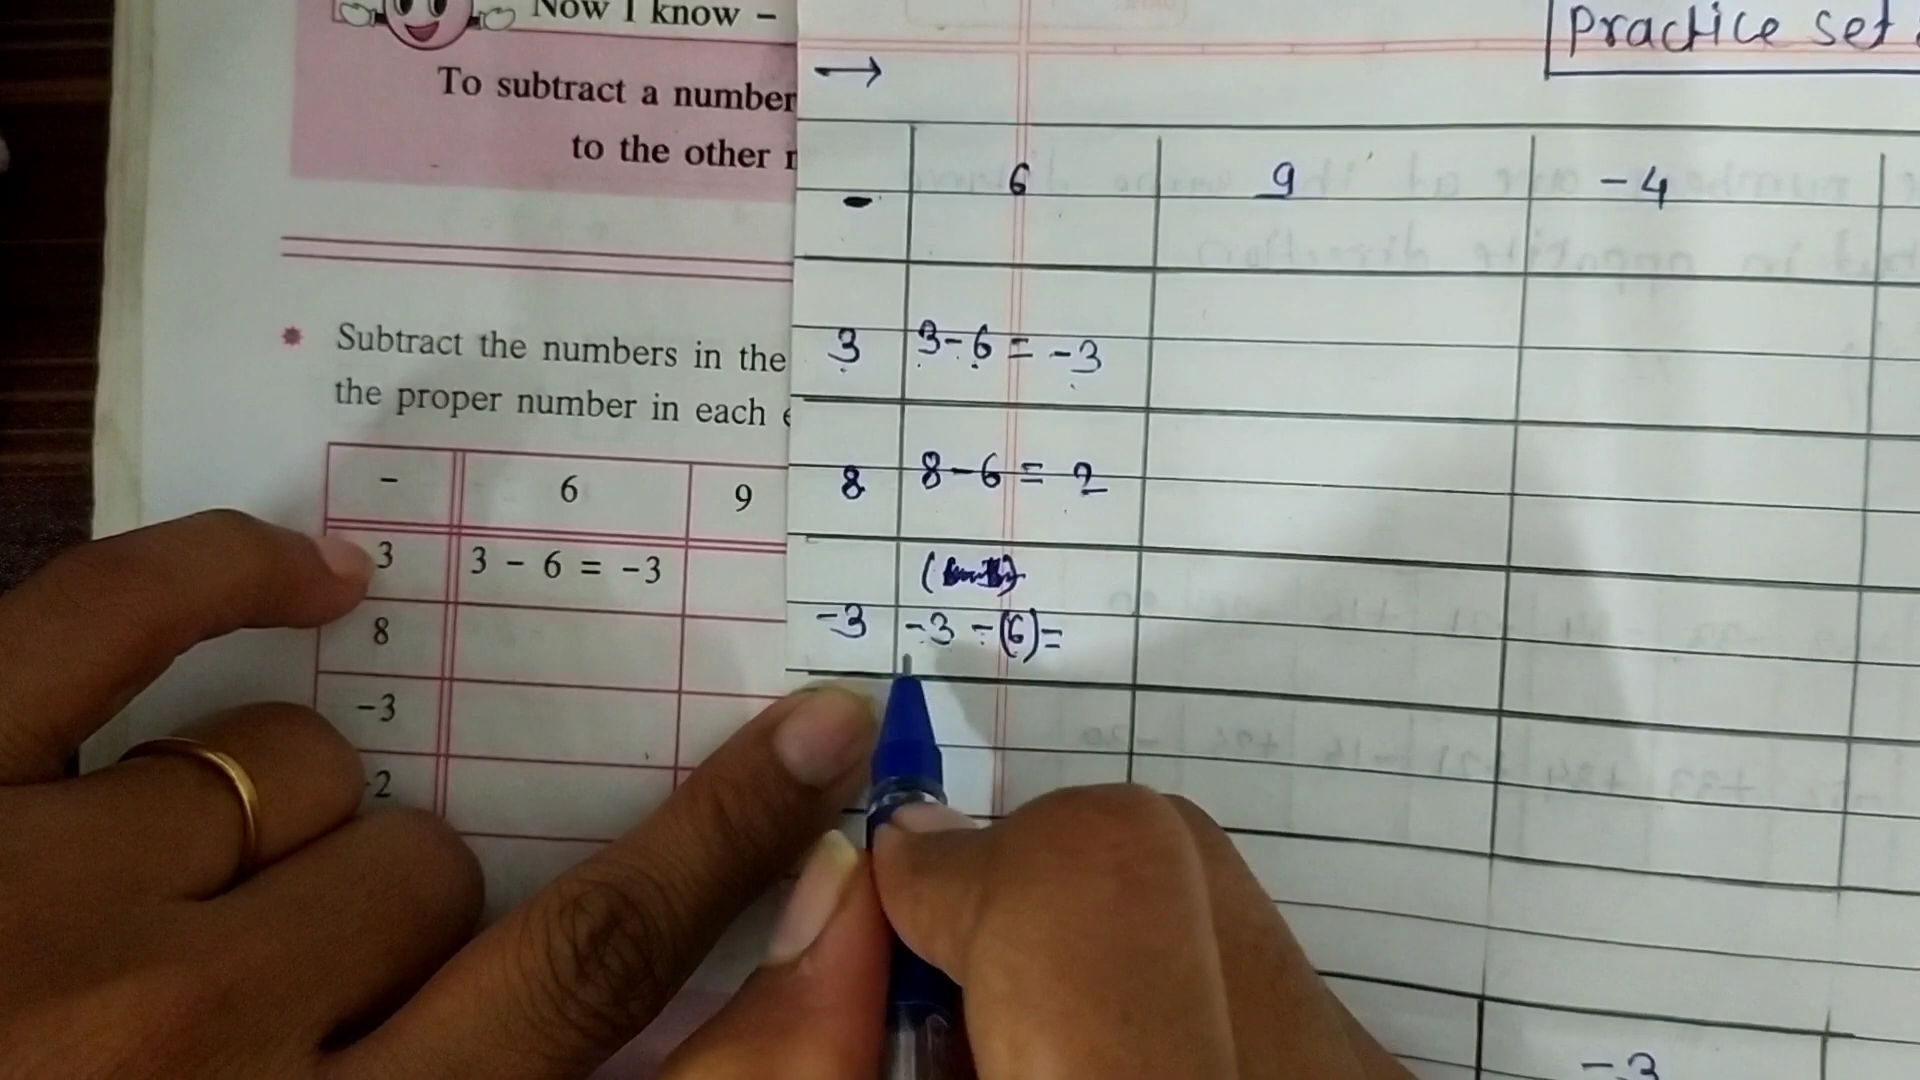 Now I know –
To subtract a number
to the other
Subtract the numbers in the
the proper number in each
– 6 9
3 3 – 6 = –3
8
–3
-2
→
Practice set
- 6 9 -4
3 3-6 = -3
8 8-6 = 2
-3 -3 -(6)=
-3